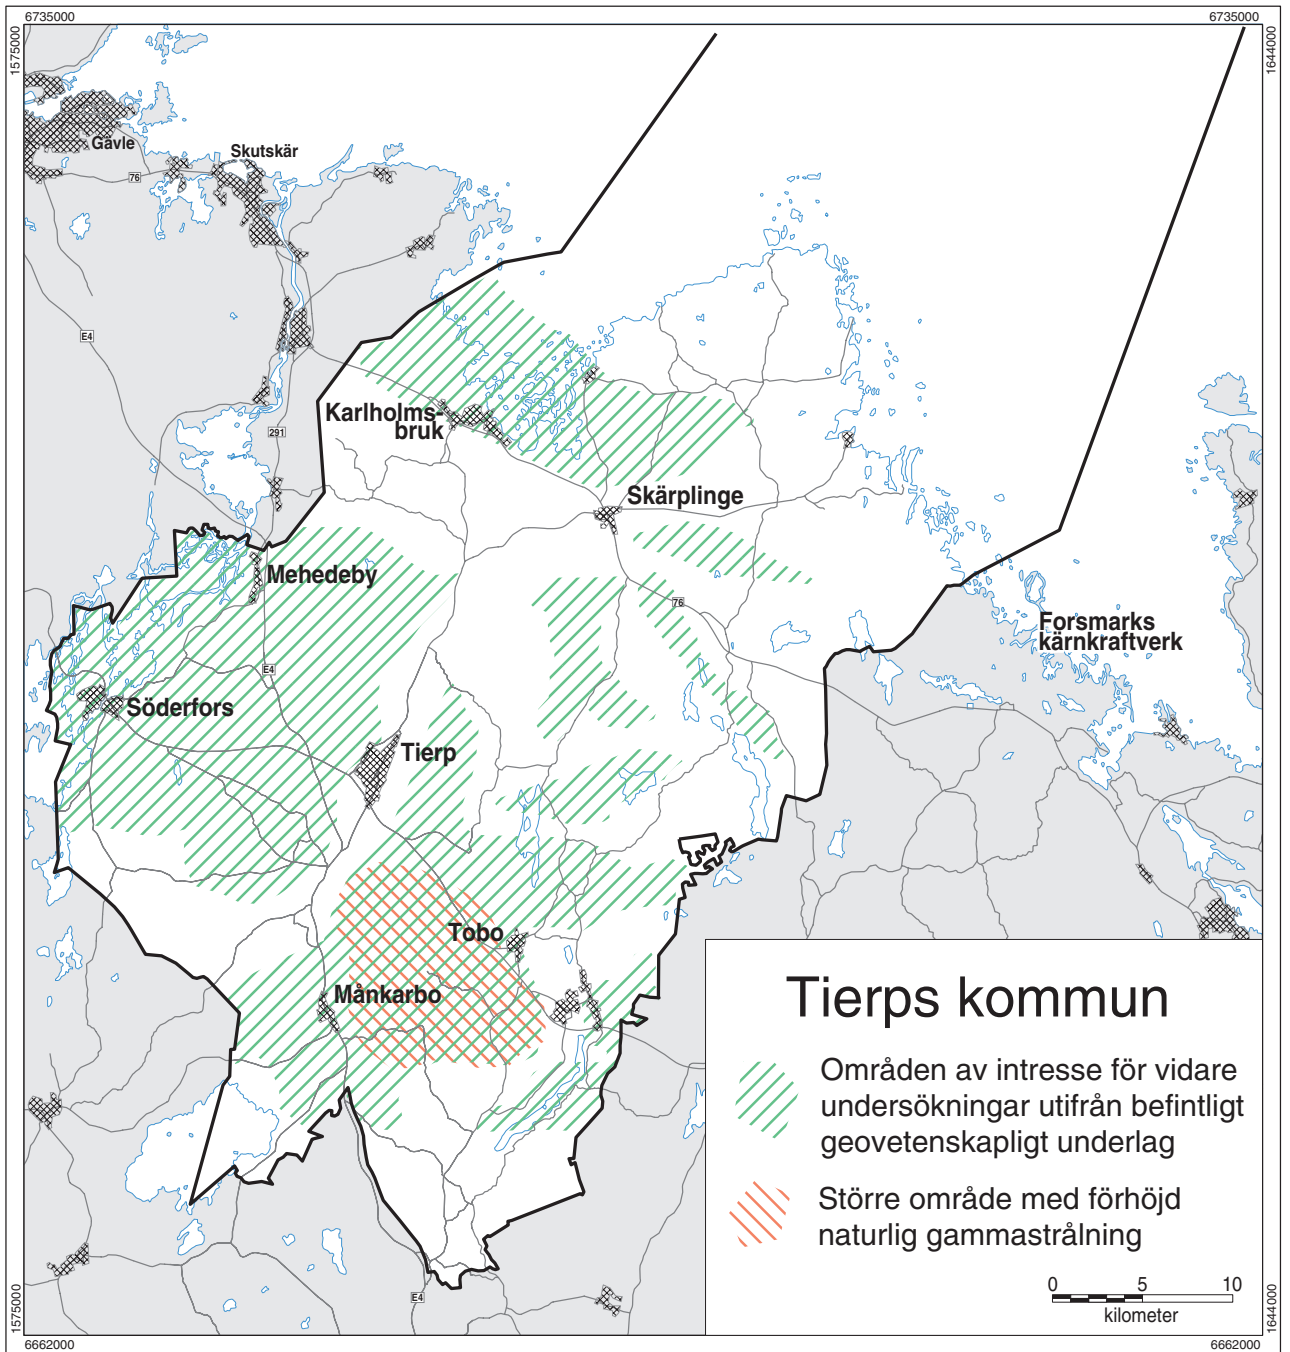 6735000
6735000
1575000
1644000
Gävle
Skutskär
76
E4
291
Karlholms-
bruk
Skärplinge
Mehedeby
76
Forsmarks
kärnkraftverk
E4
Söderfors
Tierp
Tobo
Månkarbo
Tierps kommun
Områden av intresse för vidare
undersökningar utifrån befintligt
geovetenskapligt underlag
Större område med förhöjd
naturlig gammastrålning
0 5 10
kilometer
E4
1575000
1644000
6662000
6662000